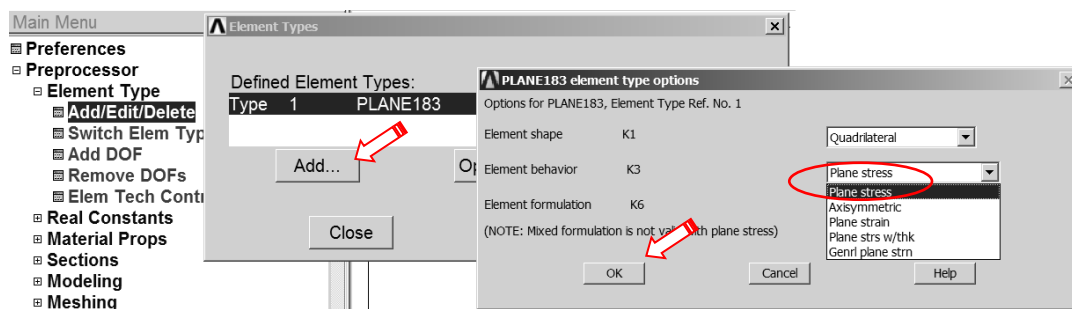 Main Menu
Preferences
Preprocessor
Element Type
Add/Edit/Delete
Switch Elem Typ
Add DOF
Remove DOFs
Elem Tech Contr
Real Constants
Material Props
Sections
Modeling
Meshing
Element Types
Defined Element Types:
Type 1 PLANE183
Add...
Op
Close
PLANE183 element type options
Options for PLANE183, Element Type Ref. No. 1
Element shape K1 Quadrilateral
Element behavior K3 Plane stress
Plane stress
Axisymmetric
Plane strain
Plane strs w/thk
Genrl plane strn
Element formulation K6
(NOTE: Mixed formulation is not plane stress)
OK Cancel Help